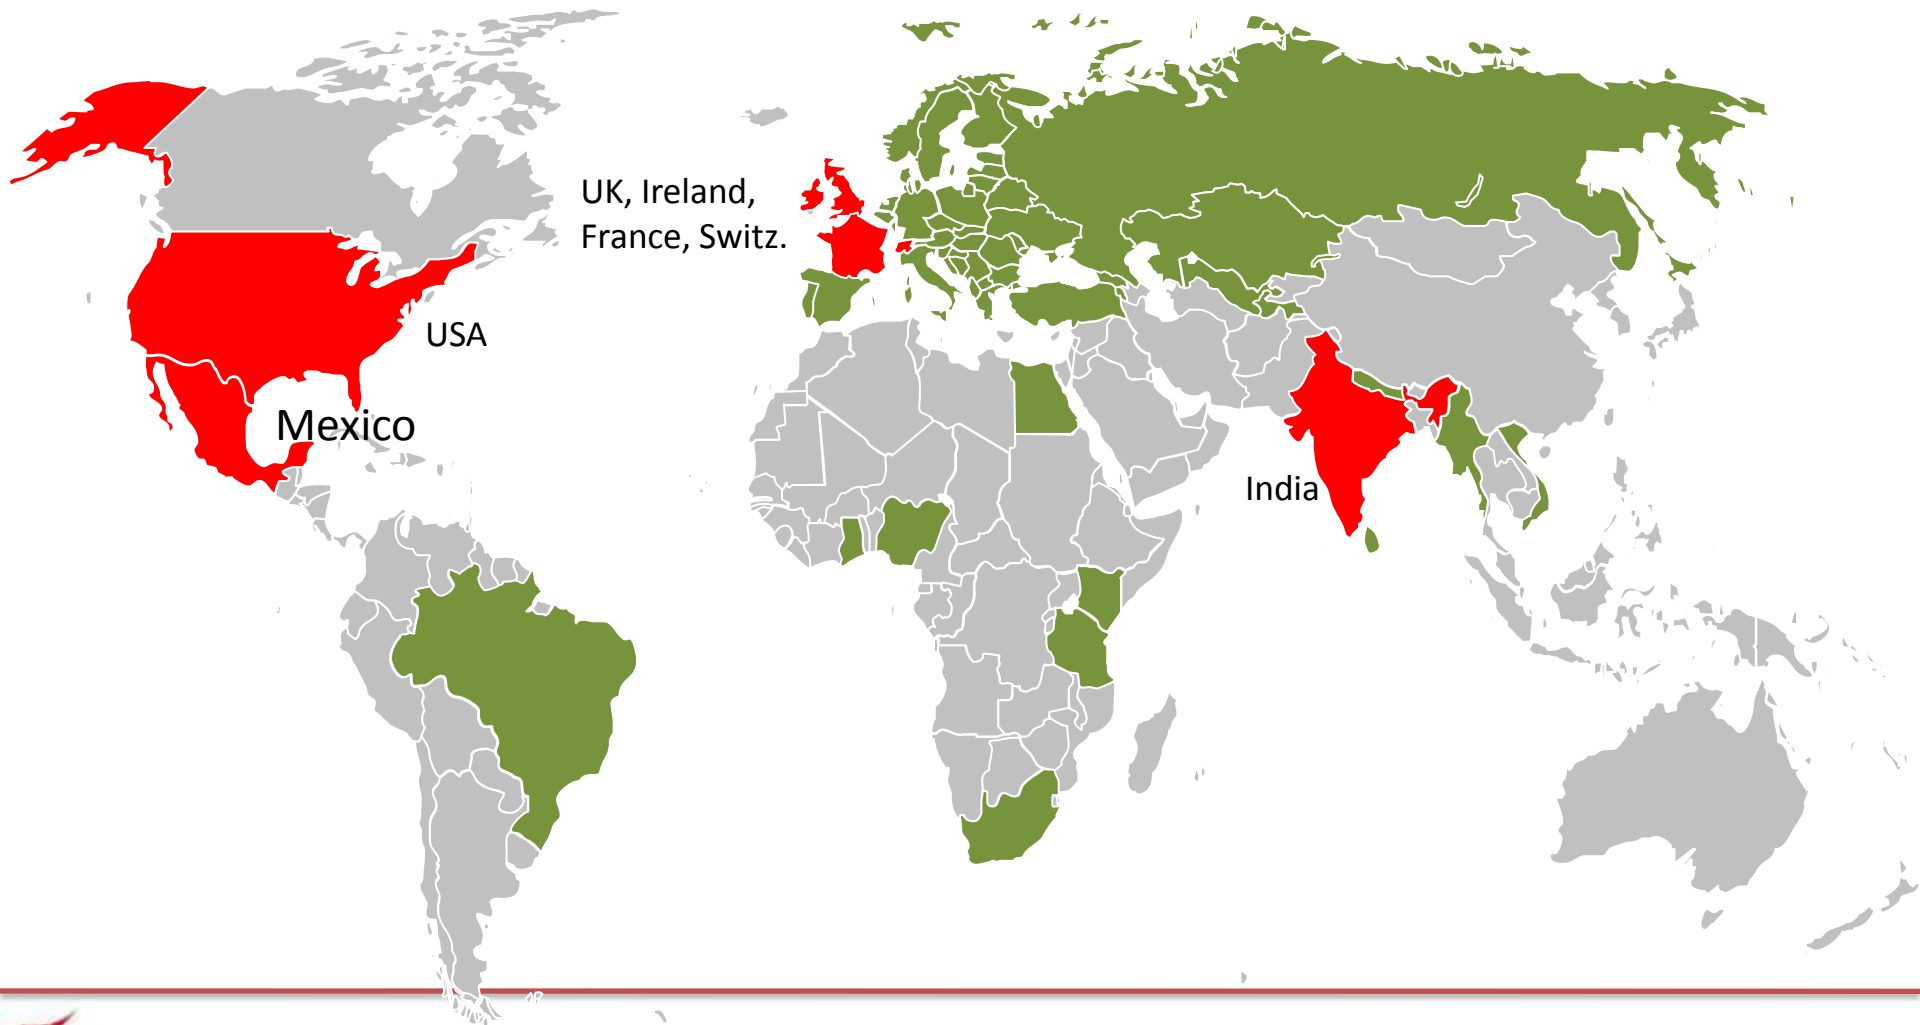 UK, Ireland,
France, Switz.
USA
Mexico
India